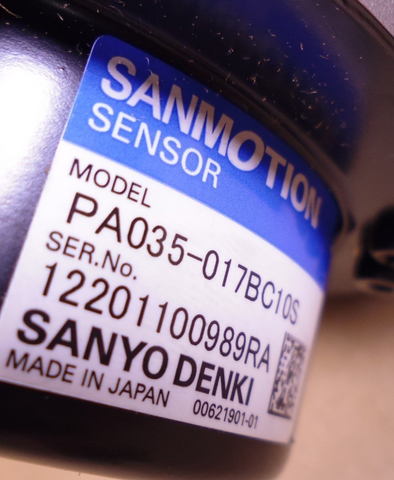 SANMOTION
SENSOR
MODEL
PA035-017BC10S
SER.No.
12201100989RA
SANYO DENKI
MADE IN JAPAN
00621901-01